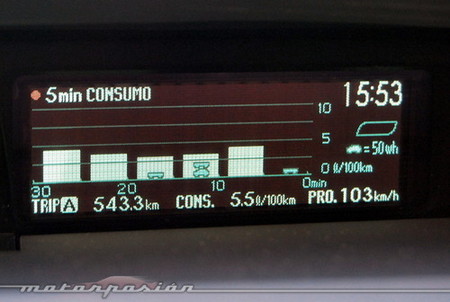 5min CONSUMO 15:53
10
5
= 50wh
0 ℓ/100km
30 20 10 0min
TRIP A 543.3km CONS. 5.5ℓ/100km PRO. 103km/h
motorpasión